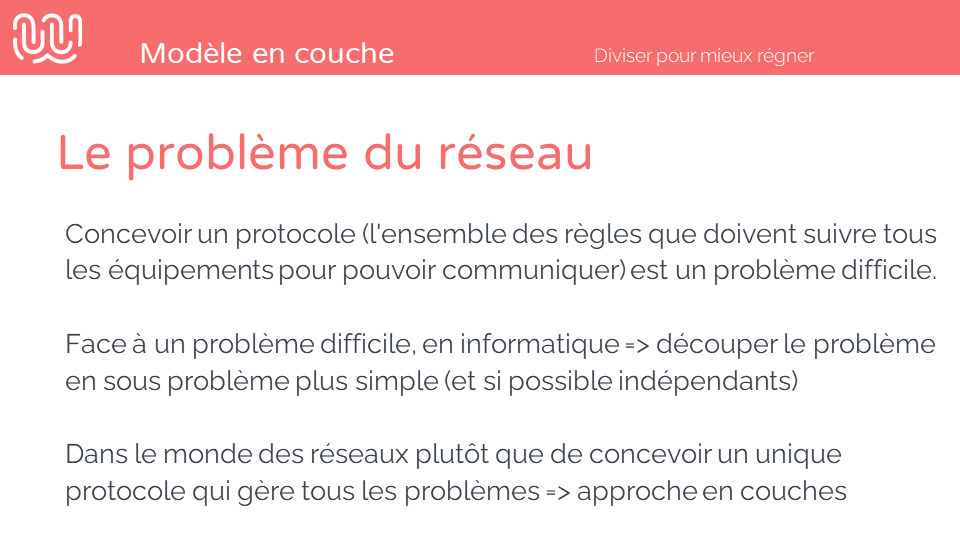 Modèle en couche
Diviser pour mieux régner
Le problème du réseau
Concevoir un protocole (l'ensemble des règles que doivent suivre tous
les équipements pour pouvoir communiquer) est un problème difficile.
Face à un problème difficile, en informatique => découper le problème
en sous problème plus simple (et si possible indépendants)
Dans le monde des réseaux plutôt que de concevoir un unique
protocole qui gère tous les problèmes => approche en couches